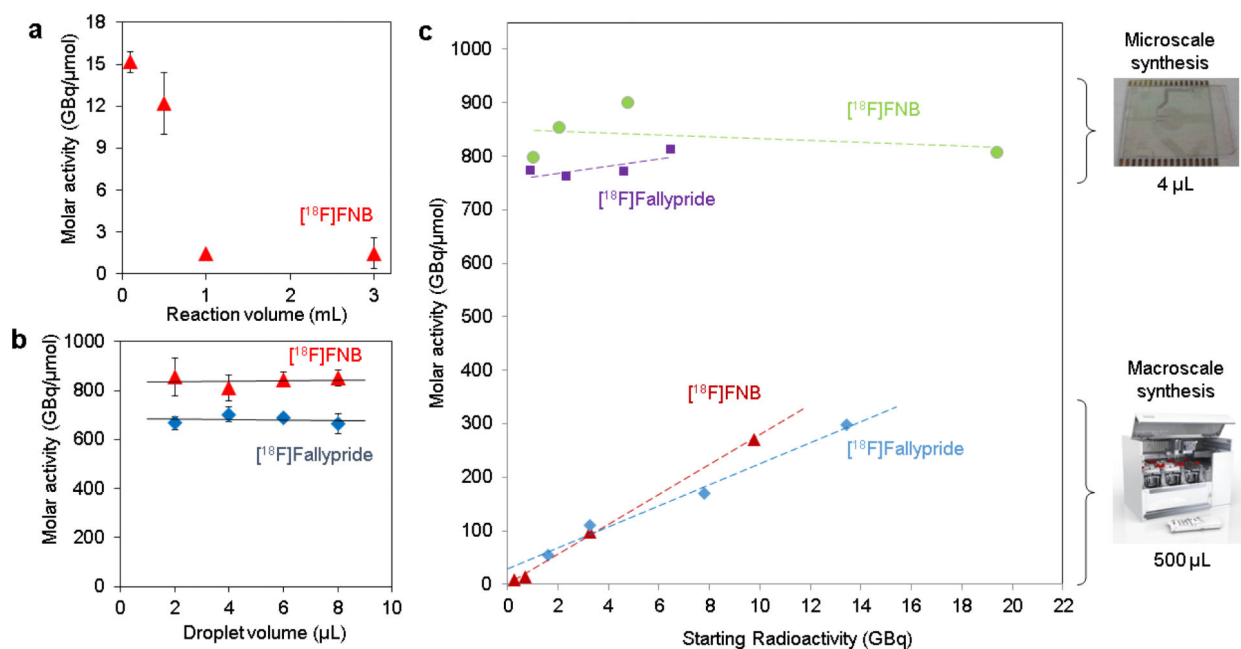 a
18
15
12
9
6
3
0
Molar activity (GBq/µmol)
[¹⁸F]FNB
0 1 2 3
Reaction volume (mL)
b
1000
800
600
400
200
0
Molar activity (GBq/µmol)
[¹⁸F]FNB
[¹⁸F]Fallypride
0 2 4 6 8 10
Droplet volume (µL)
c
1000
900
800
700
600
500
400
300
200
100
0
Molar activity (GBq/µmol)
[¹⁸F]FNB
[¹⁸F]Fallypride
[¹⁸F]FNB
[¹⁸F]Fallypride
0 2 4 6 8 10 12 14 16 18 20 22
Starting Radioactivity (GBq)
Microscale
synthesis
4 µL
Macroscale
synthesis
500 µL